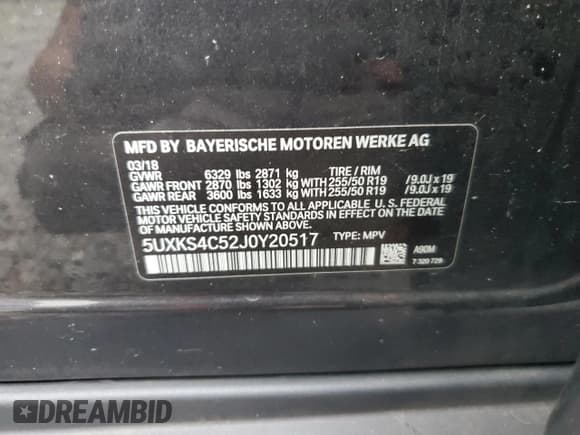 MFD BY BAYERISCHE MOTOREN WERKE AG
03/18
GVWR 6329 lbs 2871 kg TIRE / RIM
GAWR FRONT 2870 lbs 1302 kg WITH 255/50 R19 /9.0J x 19
GAWR REAR 3600 lbs 1633 kg WITH 255/50 R19 /9.0J x 19
THIS VEHICLE CONFORMS TO ALL APPLICABLE U. S. FEDERAL
MOTOR VEHICLE SAFETY STANDARDS IN EFFECT ON THE DATE OF
MANUFACTURE SHOWN ABOVE.
5UXKS4C52J0Y20517 TYPE: MPV
A90M
7 320 729
DREAMBID